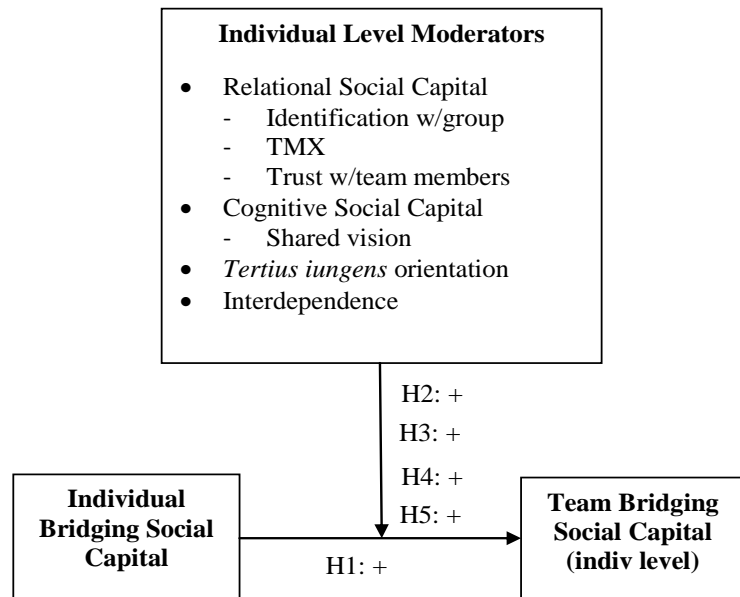 Individual Level Moderators
• Relational Social Capital
- Identification w/group
- TMX
- Trust w/team members
• Cognitive Social Capital
- Shared vision
• Tertius iungens orientation
• Interdependence
H2: +
H3: +
H4: +
H5: +
Individual
Bridging Social
Capital
H1: +
Team Bridging
Social Capital
(indiv level)